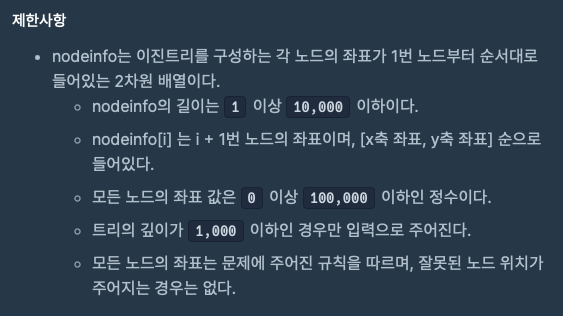 제한사항
• nodeinfo는 이진트리를 구성하는 각 노드의 좌표가 1번 노드부터 순서대로
들어있는 2차원 배열이다.
◦ nodeinfo의 길이는 1 이상 10,000 이하이다.
◦ nodeinfo[i] 는 i + 1번 노드의 좌표이며, [x축 좌표, y축 좌표] 순으로
들어있다.
◦ 모든 노드의 좌표 값은 0 이상 100,000 이하인 정수이다.
◦ 트리의 깊이가 1,000 이하인 경우만 입력으로 주어진다.
◦ 모든 노드의 좌표는 문제에 주어진 규칙을 따르며, 잘못된 노드 위치가
주어지는 경우는 없다.